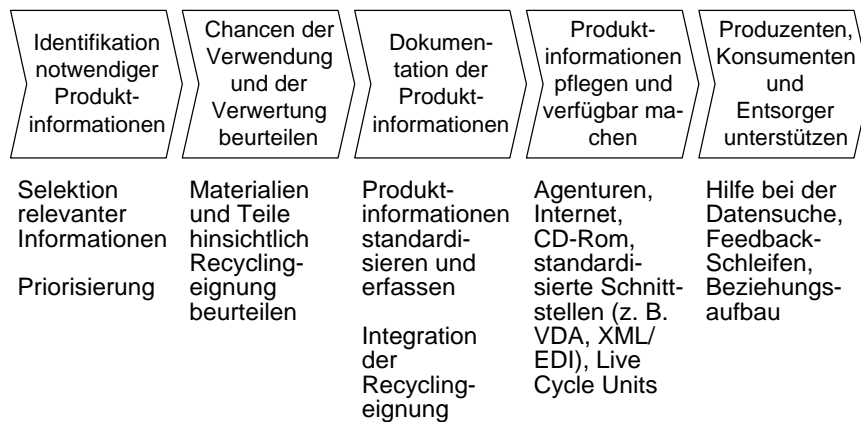 Identifikation
notwendiger
Produkt-
informationen
Chancen der
Verwendung
und der
Verwertung
beurteilen
Dokumen-
tation der
Produkt-
informationen
Produkt-
informationen
pflegen und
verfügbar ma-
chen
Produzenten,
Konsumenten
und
Entsorger
unterstützen
Selektion
relevanter
Informationen
Priorisierung
Materialien
und Teile
hinsichtlich
Recycling-
eignung
beurteilen
Produkt-
informationen
standardi-
sieren und
erfassen
Integration
der
Recycling-
eignung
Agenturen,
Internet,
CD-Rom,
standardi-
sierte Schnitt-
stellen (z. B.
VDA, XML/
EDI), Live
Cycle Units
Hilfe bei der
Datensuche,
Feedback-
Schleifen,
Beziehungs-
aufbau